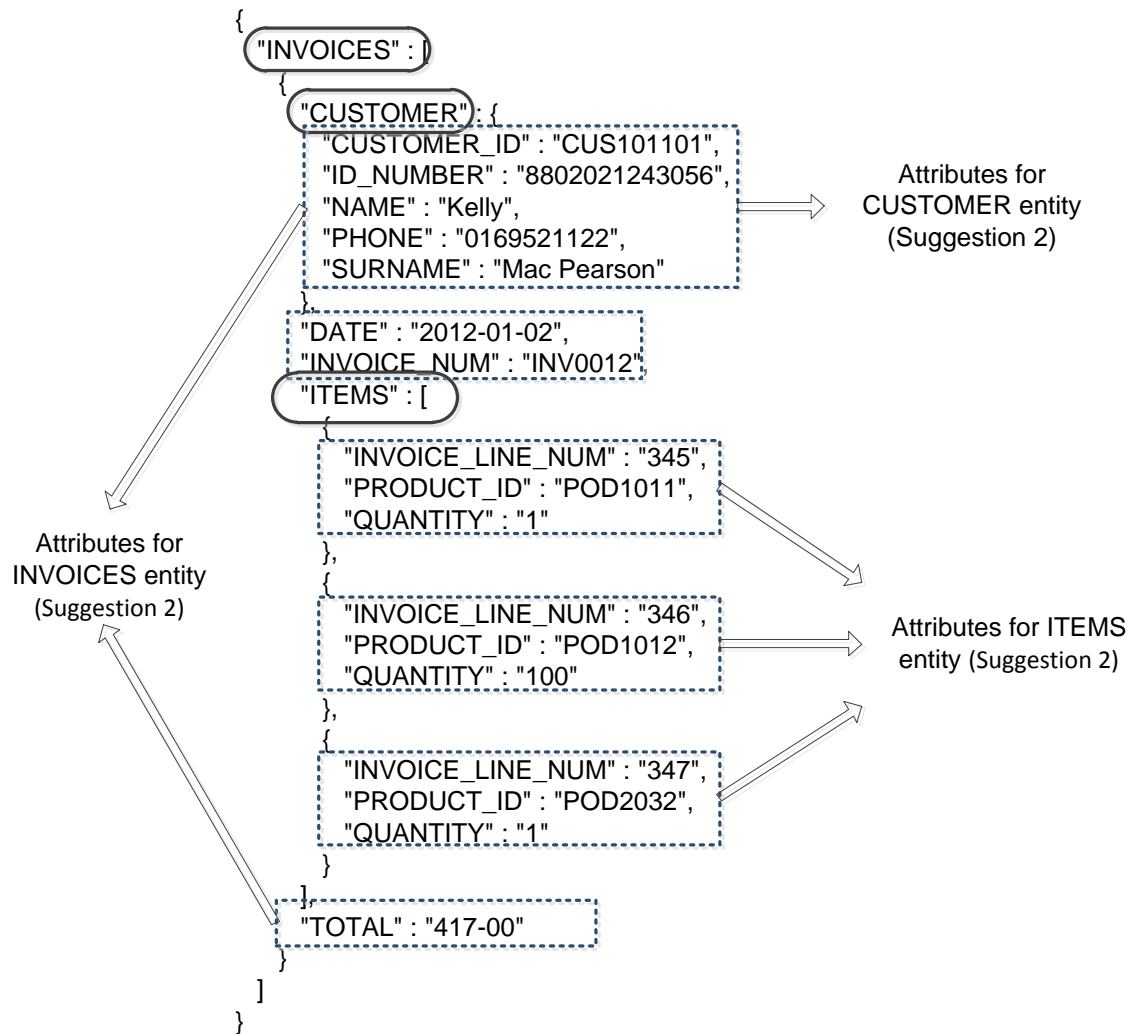 {
"INVOICES" : [
{
"CUSTOMER" : {
"CUSTOMER_ID" : "CUS101101",
"ID_NUMBER" : "8802021243056",
"NAME" : "Kelly",
"PHONE" : "0169521122",
"SURNAME" : "Mac Pearson"
},
"DATE" : "2012-01-02",
"INVOICE_NUM" : "INV0012",
"ITEMS" : [
{
"INVOICE_LINE_NUM" : "345",
"PRODUCT_ID" : "POD1011",
"QUANTITY" : "1"
},
{
"INVOICE_LINE_NUM" : "346",
"PRODUCT_ID" : "POD1012",
"QUANTITY" : "100"
},
{
"INVOICE_LINE_NUM" : "347",
"PRODUCT_ID" : "POD2032",
"QUANTITY" : "1"
}
],
"TOTAL" : "417-00"
}
]
}
Attributes for
CUSTOMER entity
(Suggestion 2)
Attributes for
INVOICES entity
(Suggestion 2)
Attributes for ITEMS
entity (Suggestion 2)